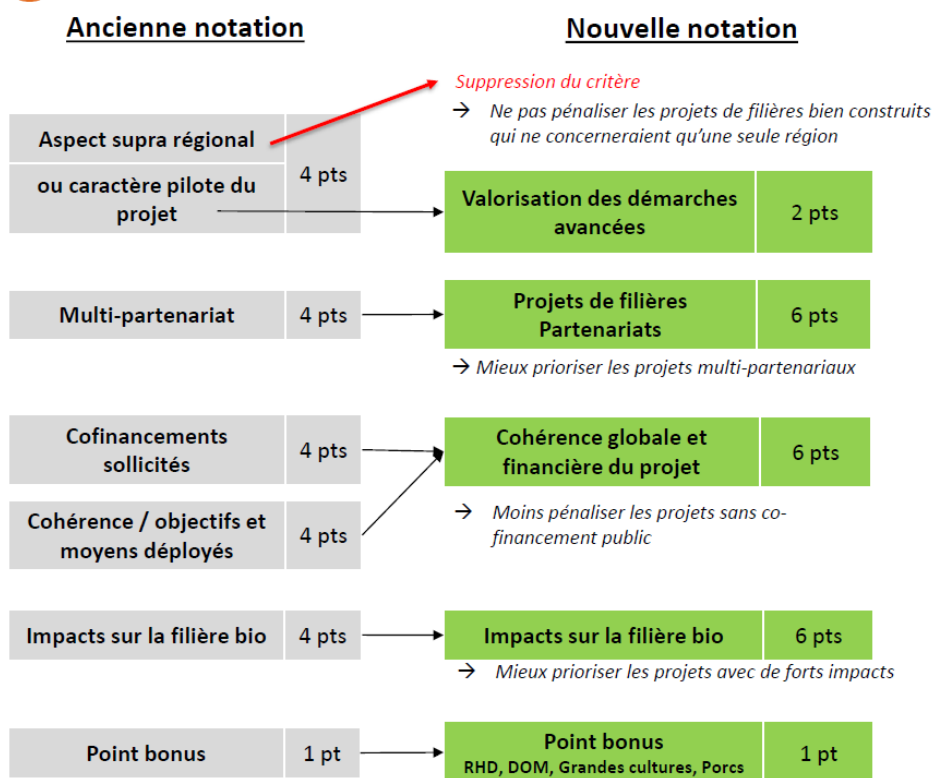 Ancienne notation
Nouvelle notation
Suppression du critère
→ Ne pas pénaliser les projets de filières bien construits
qui ne concerneraient qu'une seule région
Aspect supra régional
ou caractère pilote du
projet
4 pts
Valorisation des démarches
avancées
2 pts
Multi-partenariat
4 pts
Projets de filières
Partenariats
6 pts
→ Mieux prioriser les projets multi-partenariaux
Cofinancements
sollicités
4 pts
Cohérence / objectifs et
moyens déployés
4 pts
Cohérence globale et
financière du projet
6 pts
→ Moins pénaliser les projets sans co-
financement public
Impacts sur la filière bio
4 pts
Impacts sur la filière bio
6 pts
→ Mieux prioriser les projets avec de forts impacts
Point bonus
1 pt
Point bonus
RHD, DOM, Grandes cultures, Porcs
1 pt